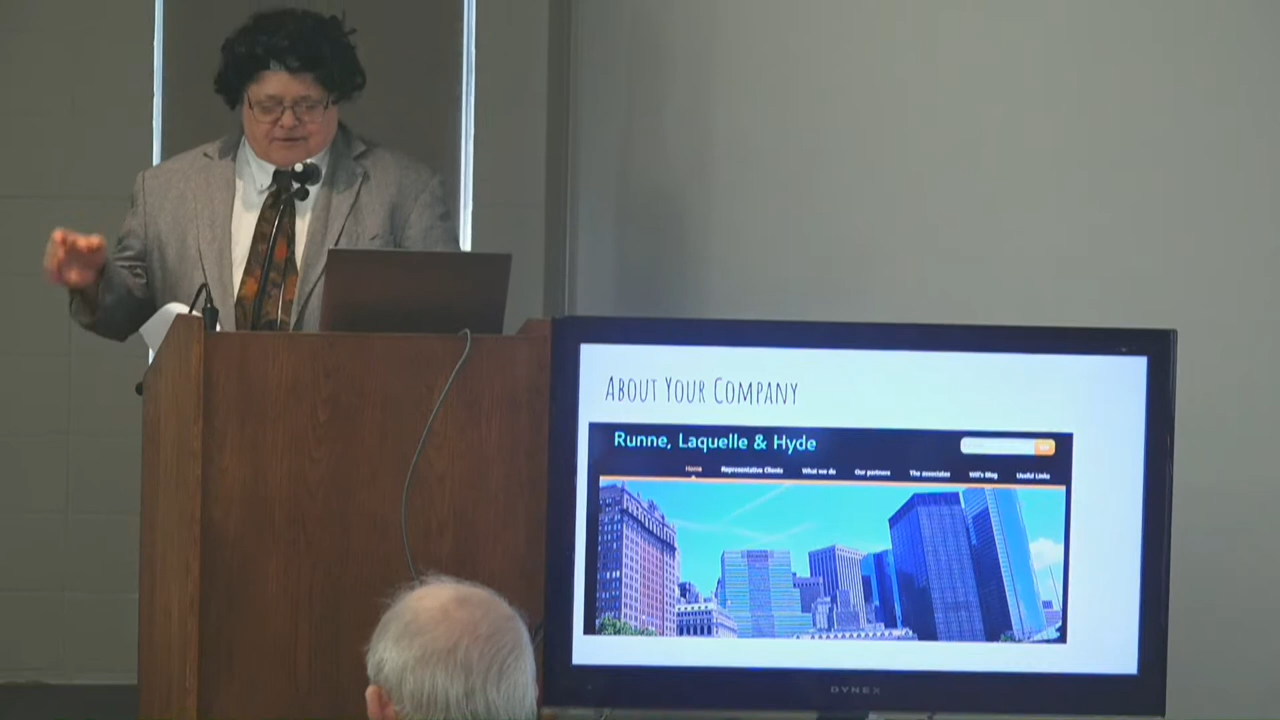 About Your Company
Runne, Laquelle & Hyde
Home Representative Clients What we do Our partners The associates Will's Blog Useful Links
DYNEX